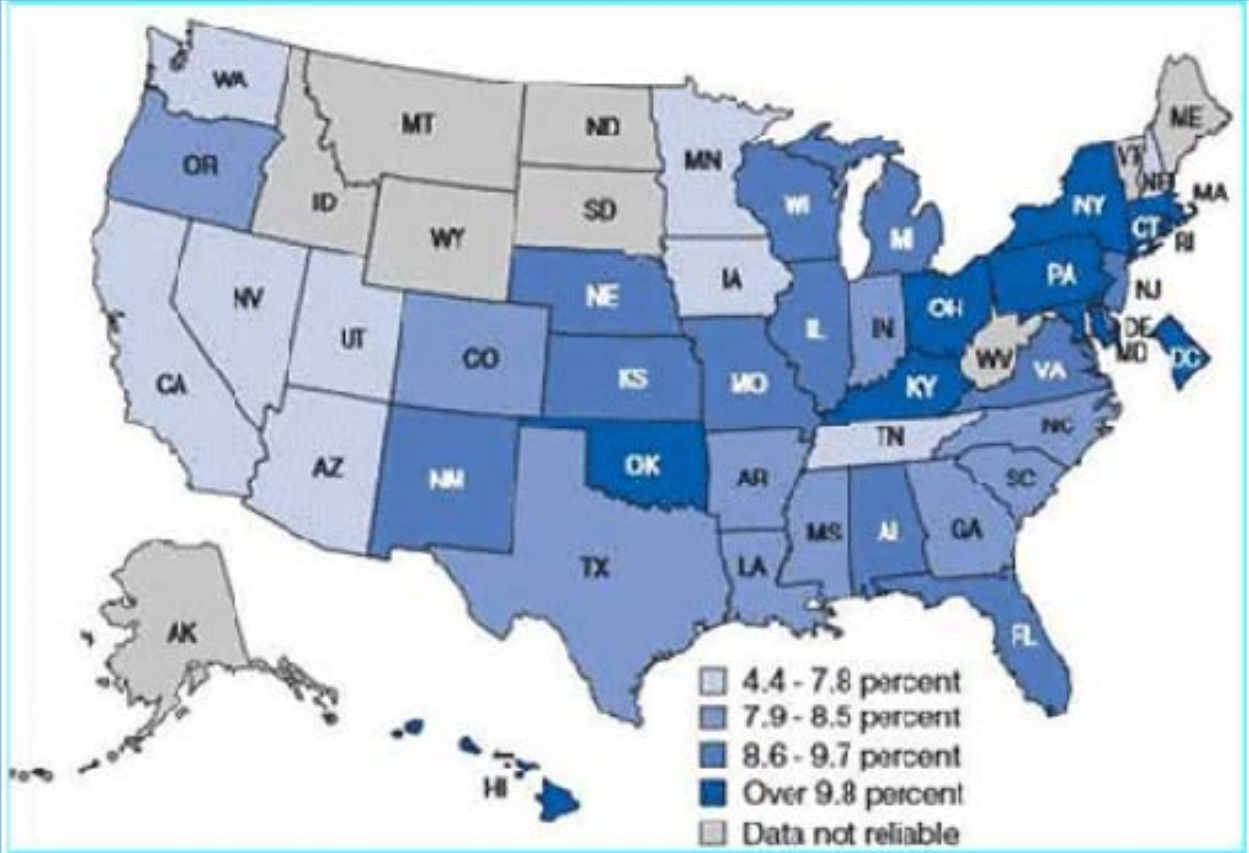 WA
MT
ND
MN
VT
ME
OR
ID
SD
WI
NH
MA
WY
NY
MI
CT
RI
NV
UT
NE
IA
PA
NJ
CA
CO
IL
IN
OH
DE
KS
MO
WV
MD
DC
KY
VA
AZ
NM
OK
AR
TN
NC
SC
TX
MS
AL
GA
LA
AK
FL
HI
4.4 - 7.8 percent
7.9 - 8.5 percent
8.6 - 9.7 percent
Over 9.8 percent
Data not reliable